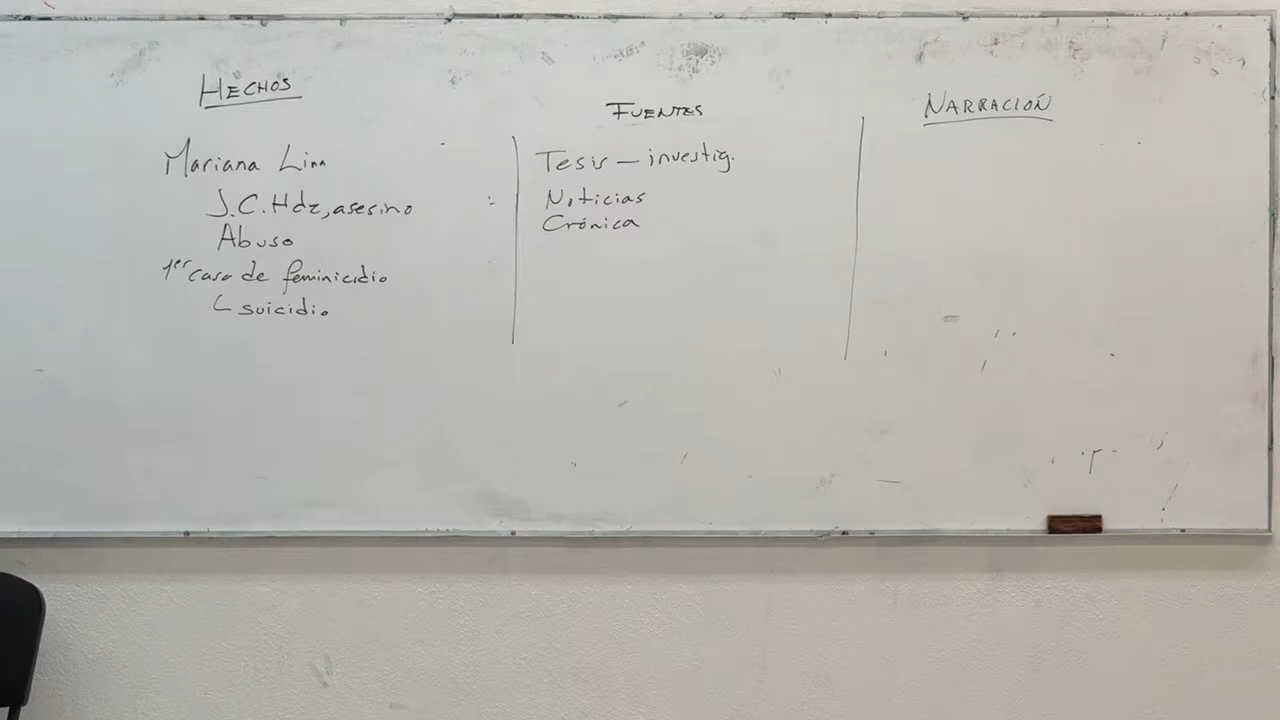 HECHOS
Mariana Lima
J.C. Hdz, asesino
Abuso
1er caso de feminicidio
suicidio
FUENTES
Tesis — investig.
Noticias
Crónica
NARRACIÓN